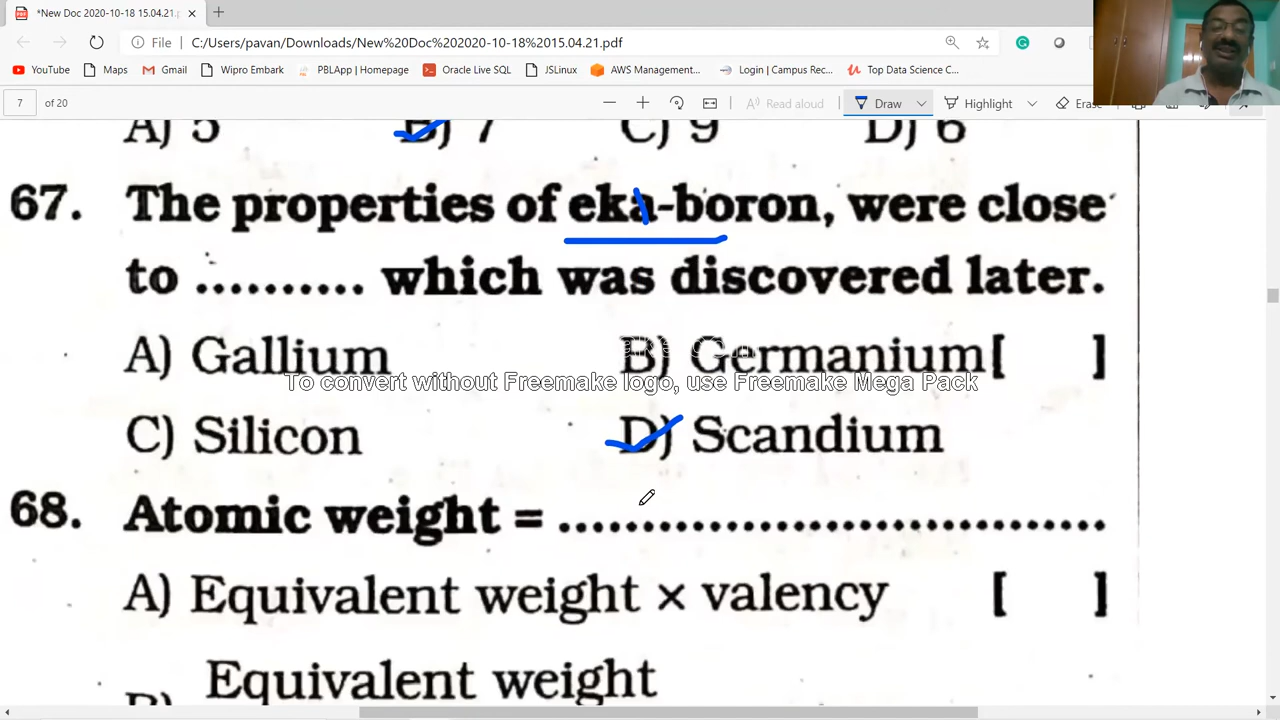 *New Doc 2020-10-18 15.04.21.p
File C:/Users/pavan/Downloads/New%20Doc%202020-10-18%2015.04.21.pdf
YouTube Maps Gmail Wipro Embark PBLApp | Homepage Oracle Live SQL JSLinux AWS Management... Login | Campus Rec... Top Data Science C...
7 of 20 Read aloud Draw Highlight Erase
A) 5 B) 7 C) 9 D) 6
67. The properties of eka-boron, were close
to .......... which was discovered later.
A) Gallium B) Germanium [ ]
To convert without Freemake logo, use Freemake Mega Pack
C) Silicon D) Scandium
68. Atomic weight = .................................
A) Equivalent weight × valency [ ]
Equivalent weight
B)